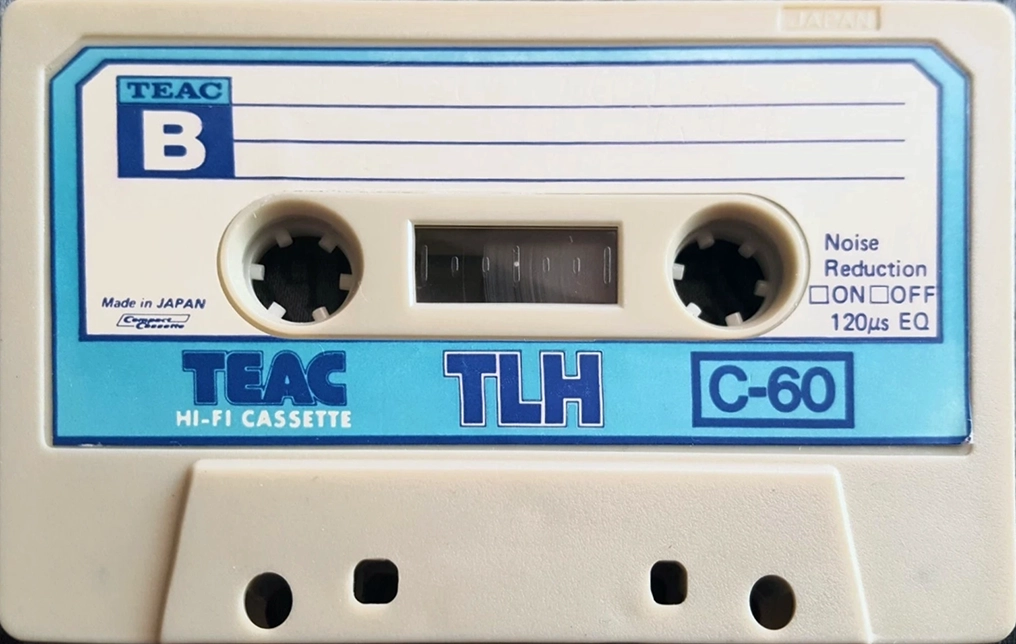 JAPAN
TEAC
B
Noise
Reduction
☐ON☐OFF
120µs EQ
Made in JAPAN
Compact
Cassette
TEAC
HI-FI CASSETTE
TLH
C-60